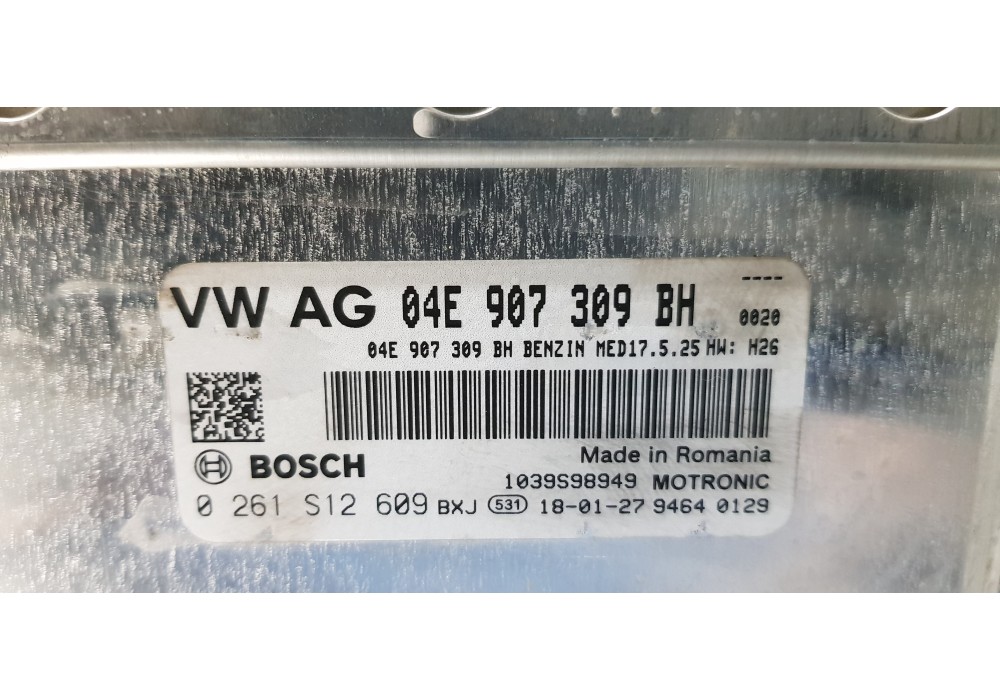 ----
VW AG 04E 907 309 BH 0020
04E 907 309 BH BENZIN MED17.5.25 HW: H26
Made in Romania
BOSCH
1039S98949 MOTRONIC
0 261 S12 609 BXJ 531 18-01-27 9464 0129